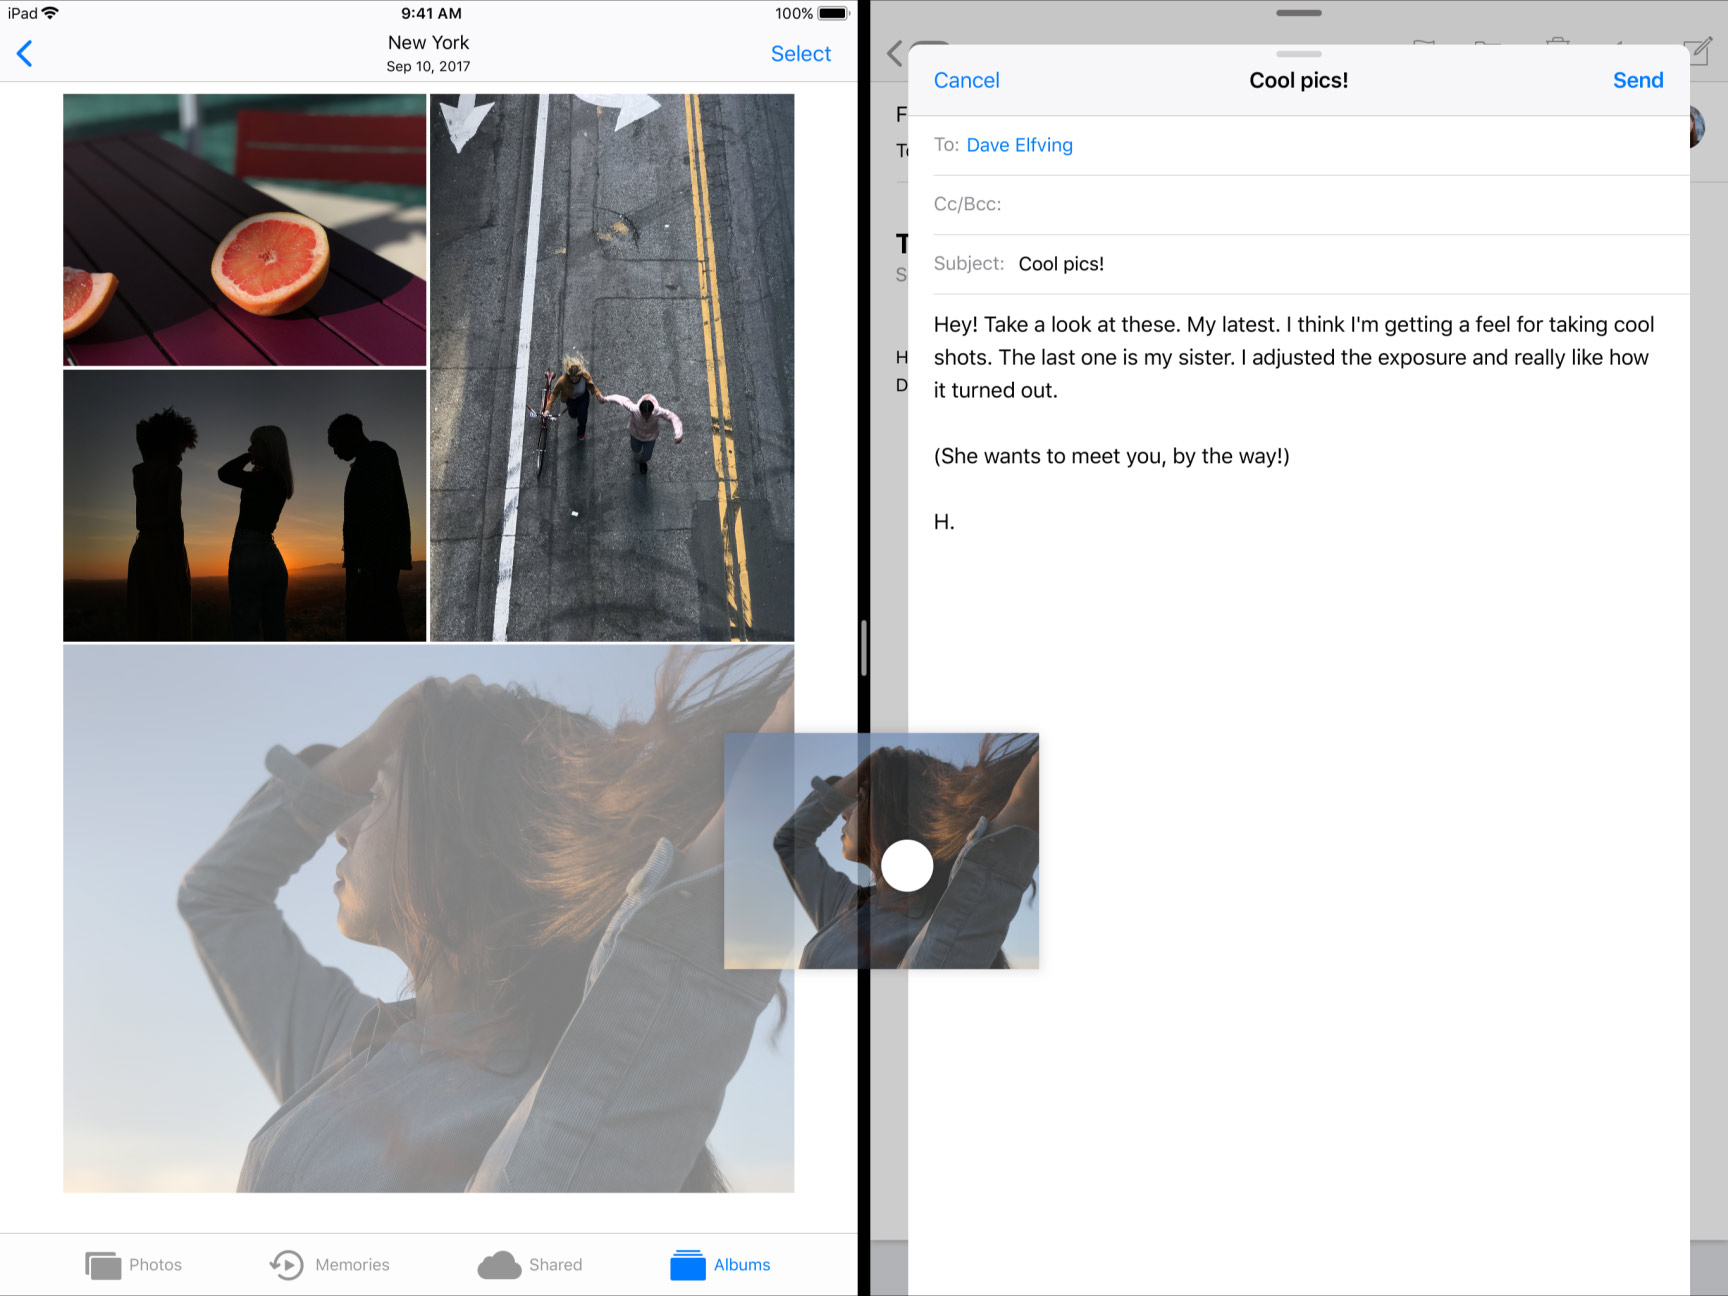 iPad
9:41 AM
100%
New York
Sep 10, 2017
Select
Photos
Memories
Shared
Albums
Cancel
Cool pics!
Send
To: Dave Elfving
Cc/Bcc:
Subject: Cool pics!
Hey! Take a look at these. My latest. I think I'm getting a feel for taking cool
shots. The last one is my sister. I adjusted the exposure and really like how
it turned out.
(She wants to meet you, by the way!)
H.